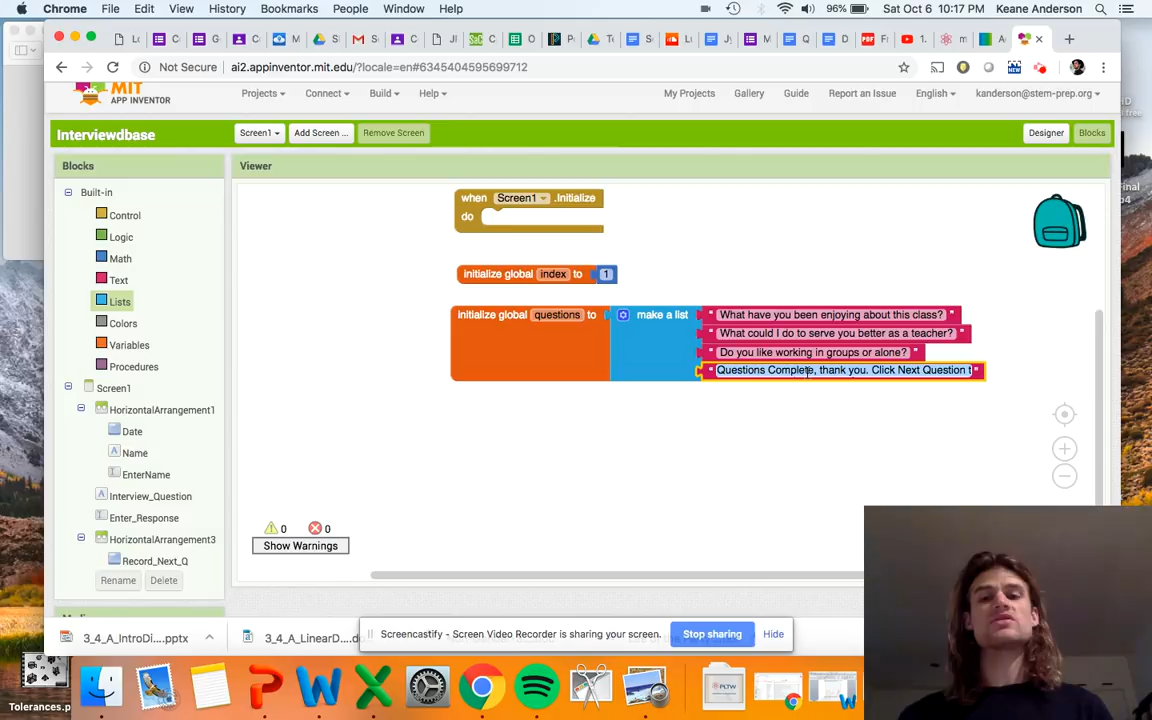 Chrome File Edit View History Bookmarks People Window Help 96% Sat Oct 6 10:17 PM Keane Anderson
Not Secure ai2.appinventor.mit.edu/?locale=en#6345404595699712
MIT
APP INVENTOR
Projects Connect Build Help My Projects Gallery Guide Report an Issue English kanderson@stem-prep.org
Interviewdbase Screen1 Add Screen ... Remove Screen Designer Blocks
Blocks Viewer
Built-in
Control
Logic
Math
Text
Lists
Colors
Variables
Procedures
Screen1
HorizontalArrangement1
Date
Name
EnterName
Interview_Question
Enter_Response
HorizontalArrangement3
Record_Next_Q
Rename Delete
when Screen1 .Initialize
do
initialize global index to 1
initialize global questions to make a list " What have you been enjoying about this class? "
" What could I do to serve you better as a teacher? "
" Do you like working in groups or alone? "
" Questions Complete, thank you. Click Next Question t "
0 0
Show Warnings
3_4_A_IntroDi....pptx 3_4_A_LinearD....do
Screencastify - Screen Video Recorder is sharing your screen. Stop sharing Hide
PLTW
Tolerances.p